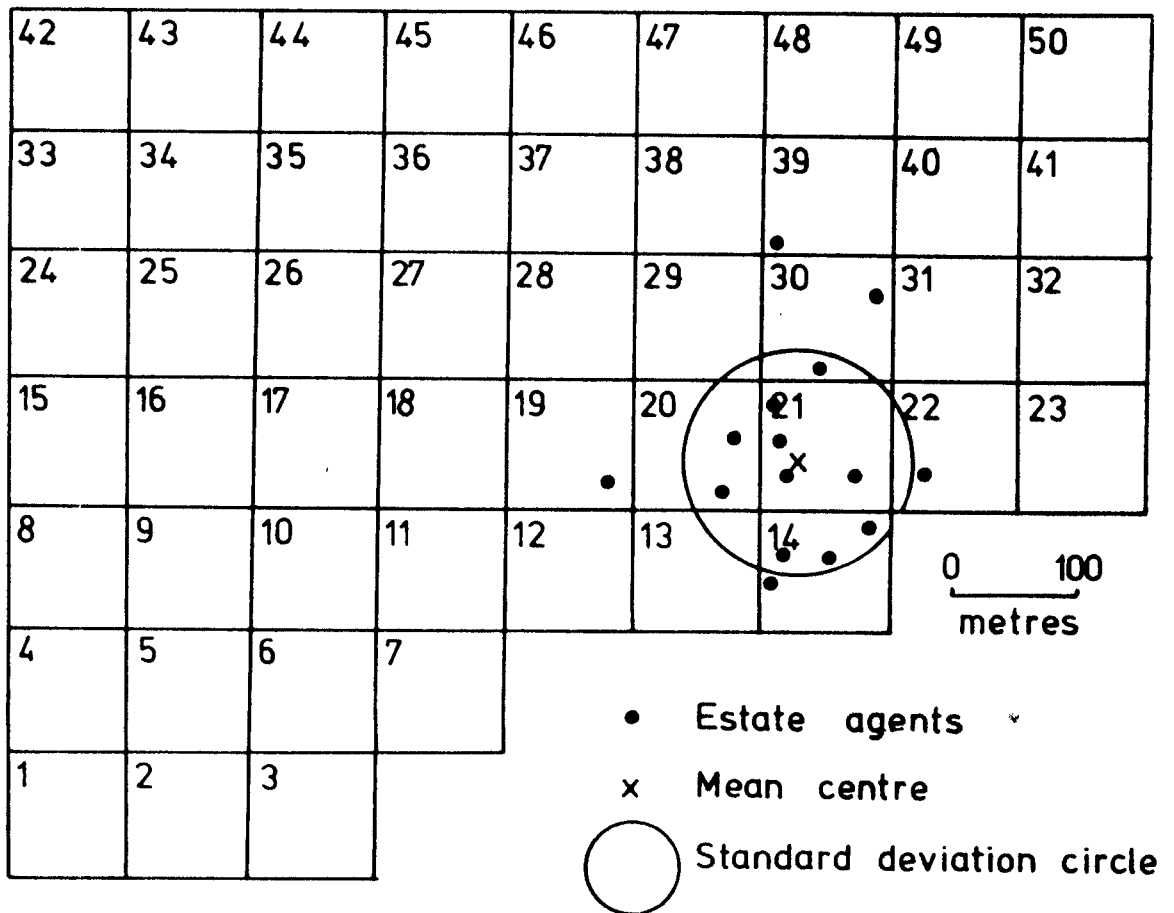 42 43 44 45 46 47 48 49 50
33 34 35 36 37 38 39 40 41
24 25 26 27 28 29 30 31 32
15 16 17 18 19 20 21 22 23
8 9 10 11 12 13 14
0 100
metres
4 5 6 7
Estate agents
1 2 3
x Mean centre
Standard deviation circle